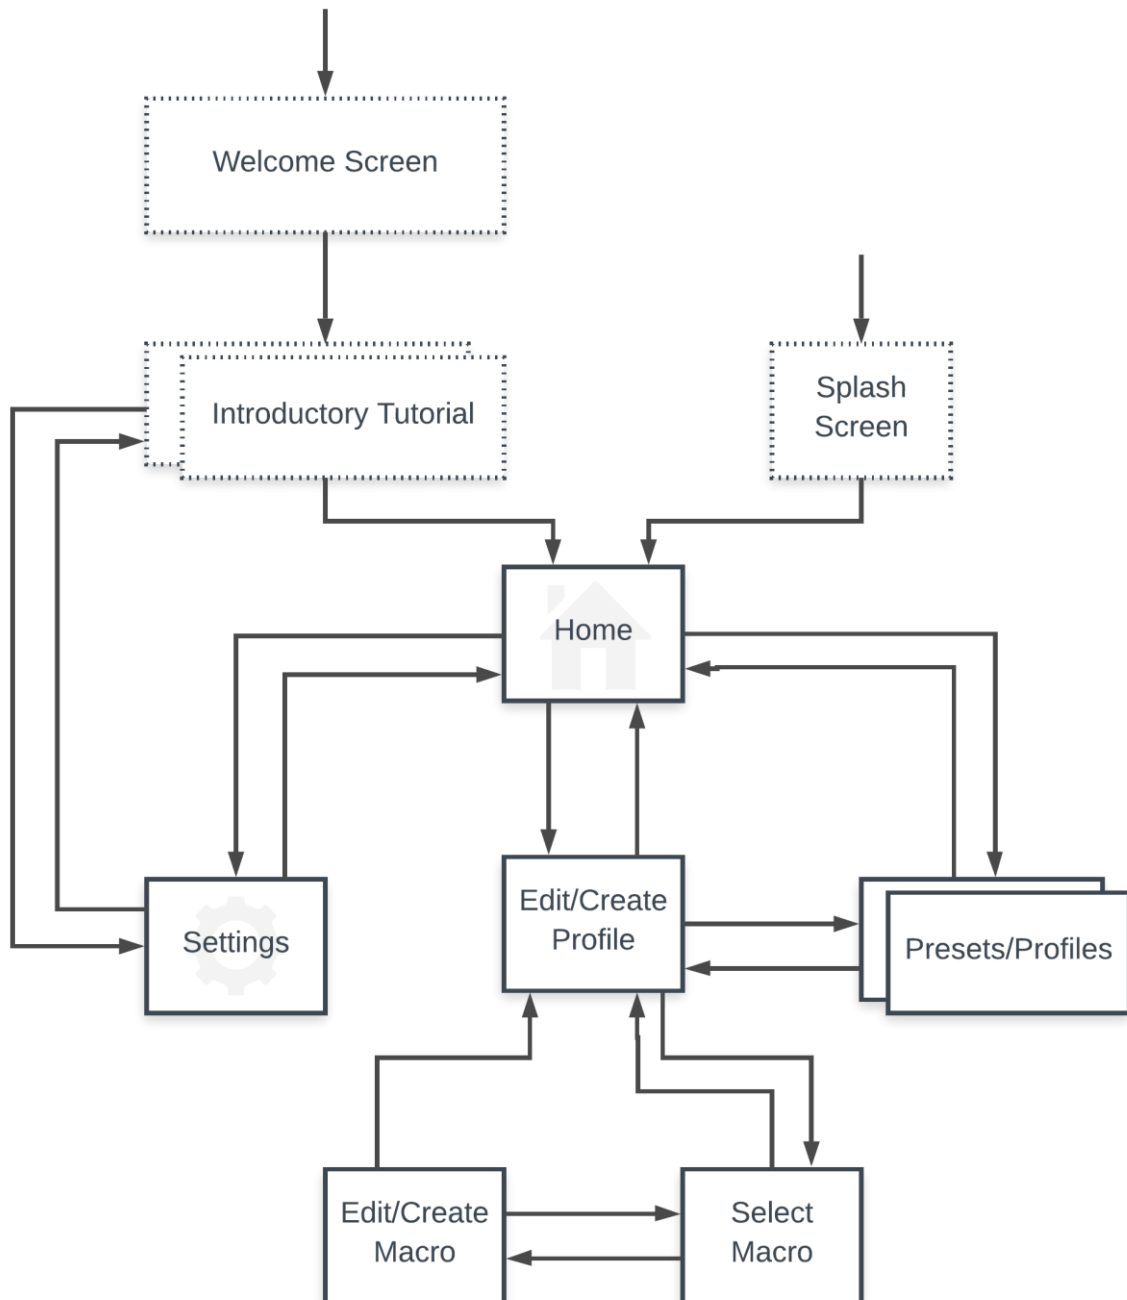 Welcome Screen
Introductory Tutorial
Splash
Screen
Home
Settings
Edit/Create
Profile
Presets/Profiles
Edit/Create
Macro
Select
Macro